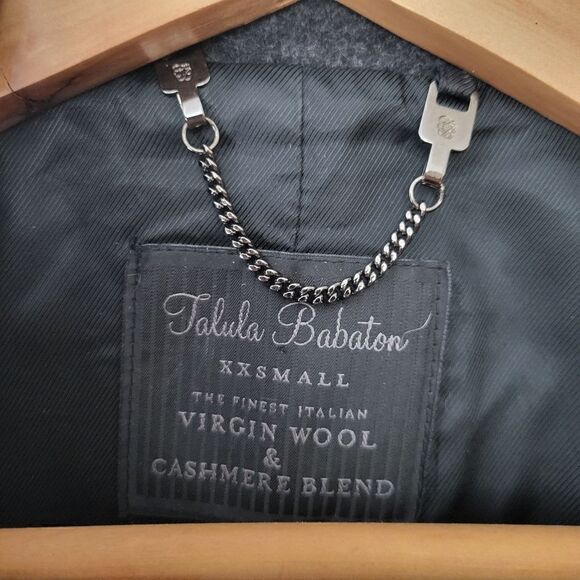 Talula Babaton
XXSMALL
THE FINEST ITALIAN
VIRGIN WOOL
&
CASHMERE BLEND